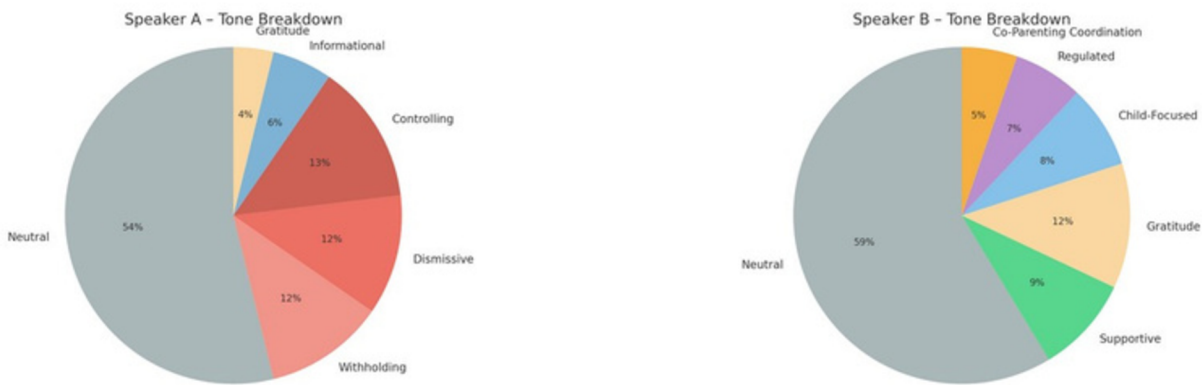 Speaker A – Tone Breakdown
Gratitude
Informational
Controlling
Dismissive
Withholding
Neutral
4%
6%
13%
12%
12%
54%
Speaker B – Tone Breakdown
Co-Parenting Coordination
Regulated
Child-Focused
Gratitude
Supportive
Neutral
5%
7%
8%
12%
9%
59%